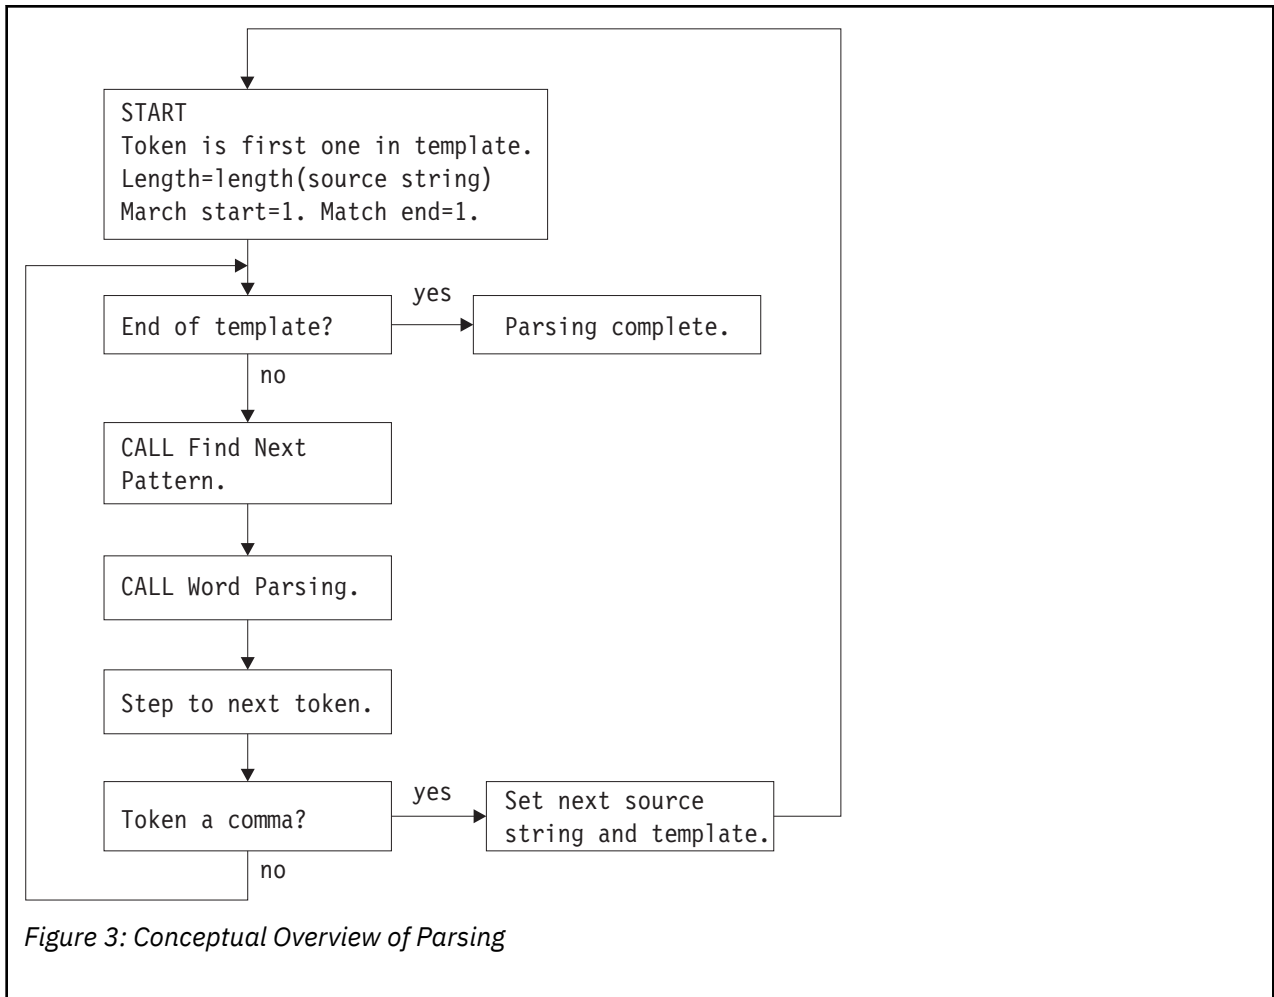 START
Token is first one in template.
Length=length(source string)
March start=1. Match end=1.
End of template?
yes
Parsing complete.
no
CALL Find Next
Pattern.
CALL Word Parsing.
Step to next token.
Token a comma?
yes
Set next source
string and template.
no
Figure 3: Conceptual Overview of Parsing